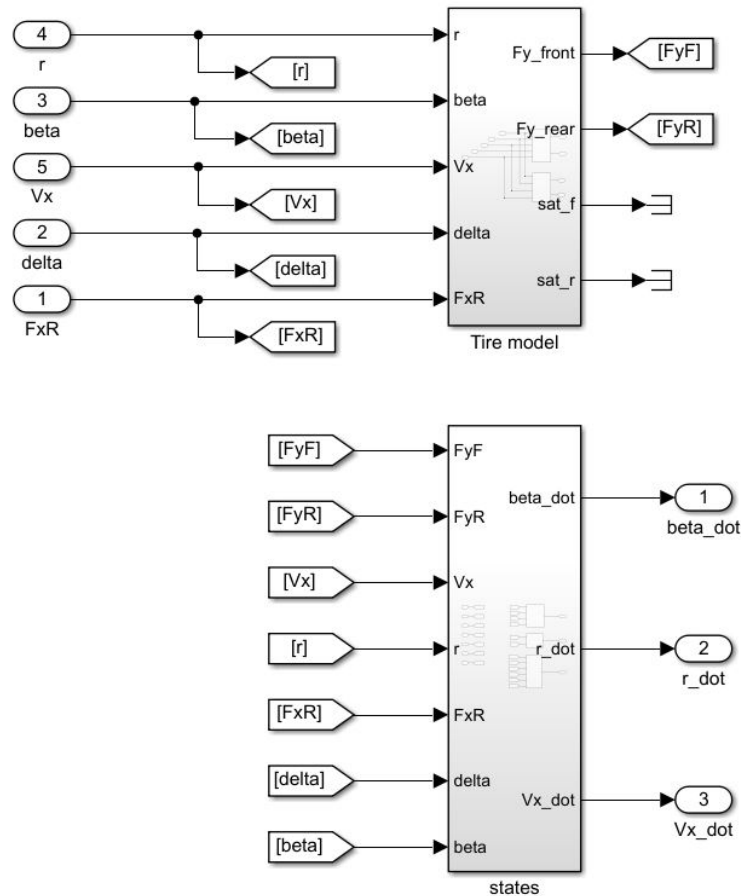 4
r
[r]
3
beta
[beta]
5
Vx
[Vx]
2
delta
[delta]
1
FxR
[FxR]
r
beta
Vx
delta
FxR
Fy_front
Fy_rear
sat_f
sat_r
Tire model
[FyF]
[FyR]
[FyF]
[FyR]
[Vx]
[r]
[FxR]
[delta]
[beta]
FyF
FyR
Vx
r
FxR
delta
beta
beta_dot
r_dot
Vx_dot
states
1
beta_dot
2
r_dot
3
Vx_dot